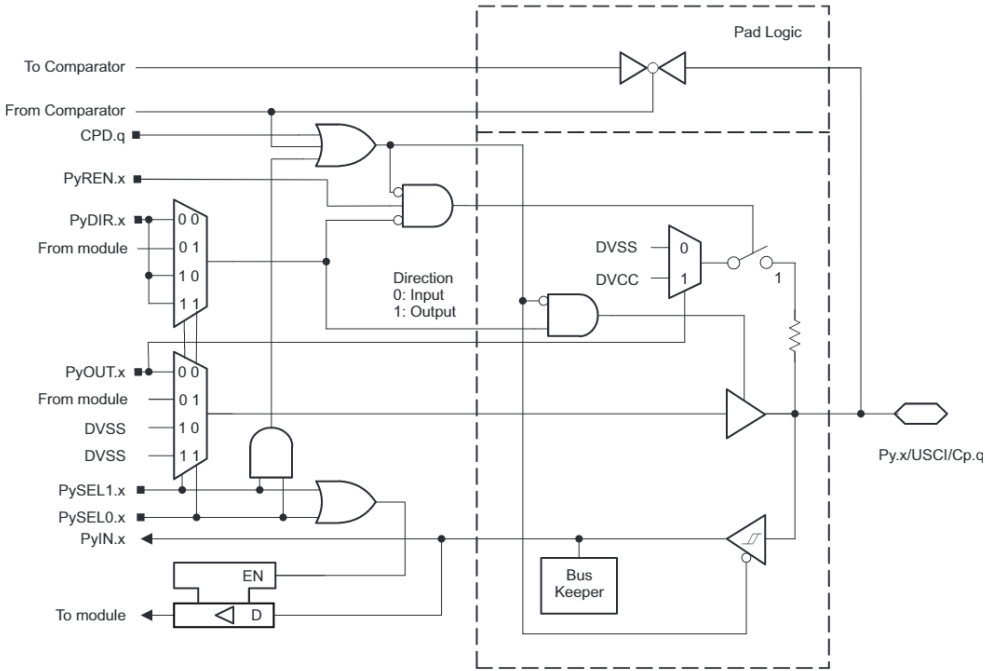 Pad Logic
To Comparator
From Comparator
CPD.q
PyREN.x
PyDIR.x
0 0
From module
0 1
1 0
1 1
Direction
0: Input
1: Output
DVSS
0
DVCC
1
1
PyOUT.x
0 0
From module
0 1
DVSS
1 0
DVSS
1 1
Py.x/USCI/Cp.q
PySEL1.x
PySEL0.x
PyIN.x
EN
Bus
Keeper
To module
D